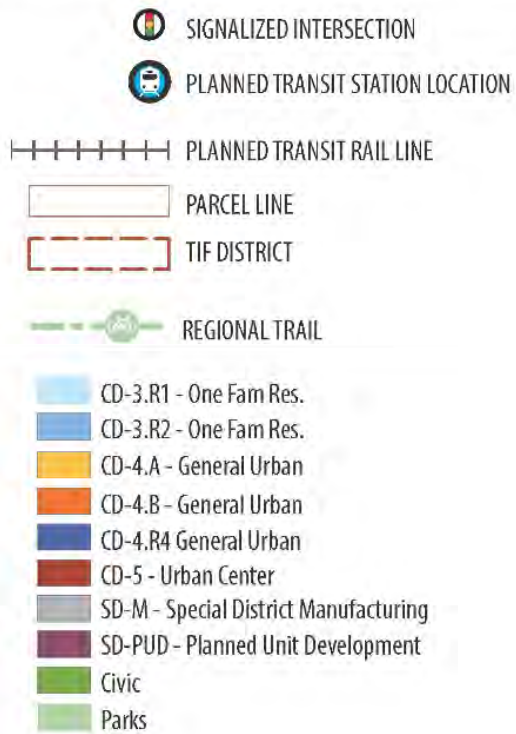 SIGNALIZED INTERSECTION
PLANNED TRANSIT STATION LOCATION
PLANNED TRANSIT RAIL LINE
PARCEL LINE
TIF DISTRICT
REGIONAL TRAIL
CD-3.R1 - One Fam Res.
CD-3.R2 - One Fam Res.
CD-4.A - General Urban
CD-4.B - General Urban
CD-4.R4 General Urban
CD-5 - Urban Center
SD-M - Special District Manufacturing
SD-PUD - Planned Unit Development
Civic
Parks